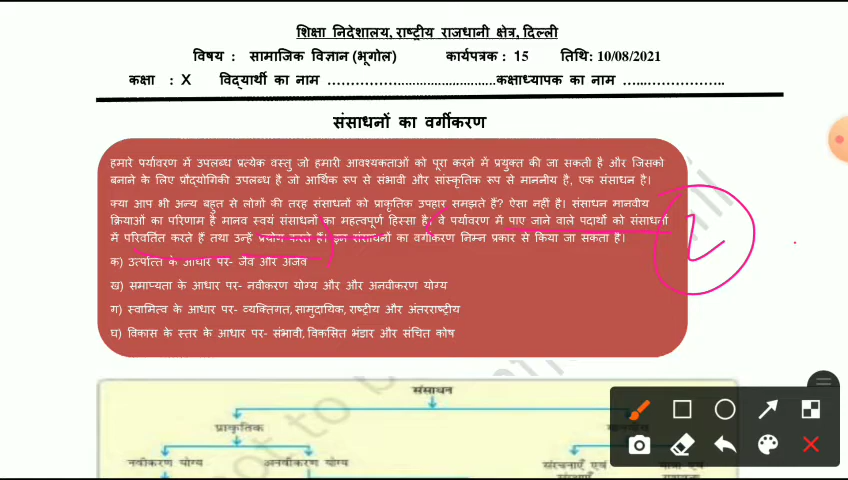 शिक्षा निदेशालय, राष्ट्रीय राजधानी क्षेत्र, दिल्ली
विषय : सामाजिक विज्ञान (भूगोल) कार्यपत्रक : 15 तिथि: 10/08/2021
कक्षा : X विद्यार्थी का नाम ……………............................कक्षाध्यापक का नाम …...……………..
संसाधनों का वर्गीकरण
हमारे पर्यावरण में उपलब्ध प्रत्येक वस्तु जो हमारी आवश्यकताओं को पूरा करने में प्रयुक्त की जा सकती है और जिसको
बनाने के लिए प्रौद्योगिकी उपलब्ध है जो आर्थिक रूप से संभावी और सांस्कृतिक रूप से माननीय है, एक संसाधन है।
क्या आप भी अन्य बहुत से लोगों की तरह संसाधनों को प्राकृतिक उपहार समझते हैं? ऐसा नहीं है। संसाधन मानवीय
क्रियाओं का परिणाम है मानव स्वयं संसाधनों का महत्वपूर्ण हिस्सा है। वे पर्यावरण में पाए जाने वाले पदार्थों को संसाधनों
में परिवर्तित करते हैं तथा उन्हें प्रयोग करते हैं। इन संसाधनों का वर्गीकरण निम्न प्रकार से किया जा सकता है।
क) उत्पत्ति के आधार पर- जैव और अजैव
ख) समाप्यता के आधार पर- नवीकरण योग्य और और अनवीकरण योग्य
ग) स्वामित्व के आधार पर- व्यक्तिगत, सामुदायिक, राष्ट्रीय और अंतरराष्ट्रीय
घ) विकास के स्तर के आधार पर- संभावी, विकसित भंडार और संचित कोष
संसाधन
प्राकृतिक
नवीकरण योग्य अनवीकरण योग्य संरचनाएँ एवं